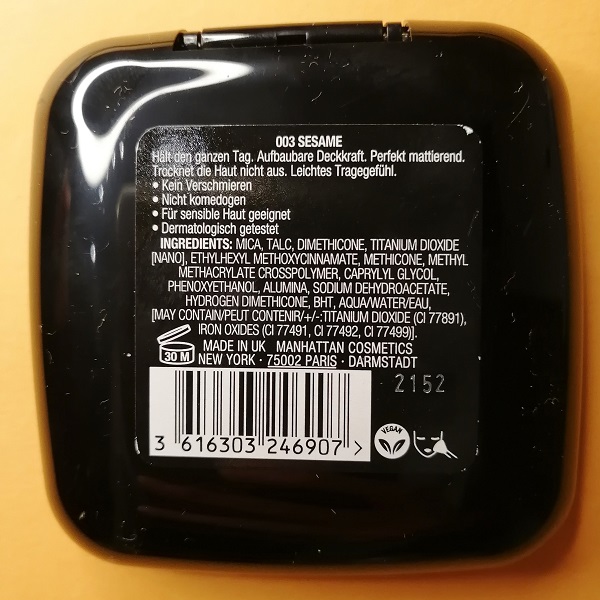 003 SESAME
Hält den ganzen Tag. Aufbaubare Deckkraft. Perfekt mattierend.
Trocknet die Haut nicht aus. Leichtes Tragegefühl.
• Kein Verschmieren
• Nicht komedogen
• Für sensible Haut geeignet
• Dermatologisch getestet
INGREDIENTS: MICA, TALC, DIMETHICONE, TITANIUM DIOXIDE
[NANO], ETHYLHEXYL METHOXYCINNAMATE, METHICONE, METHYL
METHACRYLATE CROSSPOLYMER, CAPRYLYL GLYCOL,
PHENOXYETHANOL, ALUMINA, SODIUM DEHYDROACETATE,
HYDROGEN DIMETHICONE, BHT, AQUA/WATER/EAU,
[MAY CONTAIN/PEUT CONTENIR/+/-:TITANIUM DIOXIDE (CI 77891),
IRON OXIDES (CI 77491, CI 77492, CI 77499)].
30 M
MADE IN UK MANHATTAN COSMETICS
NEW YORK · 75002 PARIS · DARMSTADT
2152
3 616303 246907 >
VEGAN